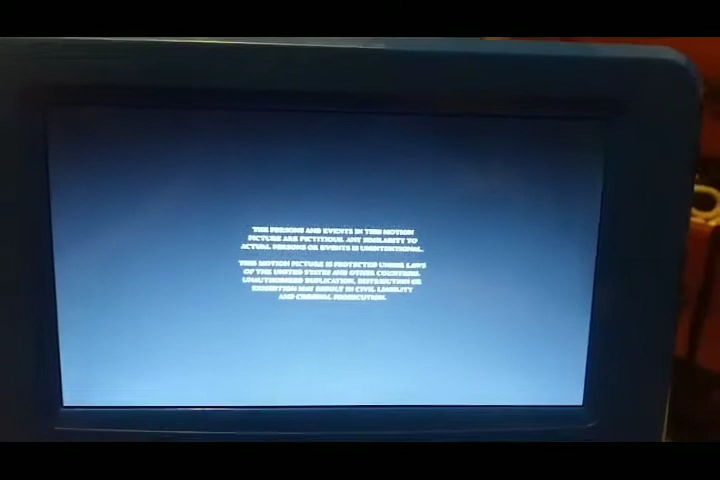 THE PERSONS AND EVENTS IN THIS MOTION
PICTURE ARE FICTITIOUS. ANY SIMILARITY TO
ACTUAL PERSONS OR EVENTS IS UNINTENTIONAL.
THIS MOTION PICTURE IS PROTECTED UNDER LAWS
OF THE UNITED STATES AND OTHER COUNTRIES.
UNAUTHORIZED DUPLICATION, DISTRIBUTION OR
EXHIBITION MAY RESULT IN CIVIL LIABILITY
AND CRIMINAL PROSECUTION.